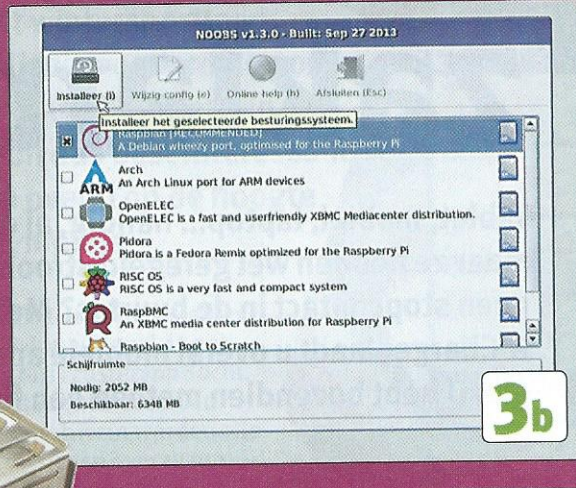 NOOBS v1.3.0 - Built: Sep 27 2013
Installeer (i) Wijzig config (e) Online help (h) Afsluiten (Esc)
Installeer het geselecteerde besturingssysteem.
Raspbian [RECOMMENDED]
A Debian wheezy port, optimised for the Raspberry Pi
Arch
An Arch Linux port for ARM devices
ARM
OpenELEC
OpenELEC is a fast and userfriendly XBMC Mediacenter distribution.
Pidora
Pidora is a Fedora Remix optimized for the Raspberry Pi
RISC OS
RISC OS is a very fast and compact system
RaspBMC
An XBMC media center distribution for Raspberry Pi
Raspbian - Boot to Scratch
Schijfruimte
Nodig: 2052 MB
Beschikbaar: 6348 MB
3b